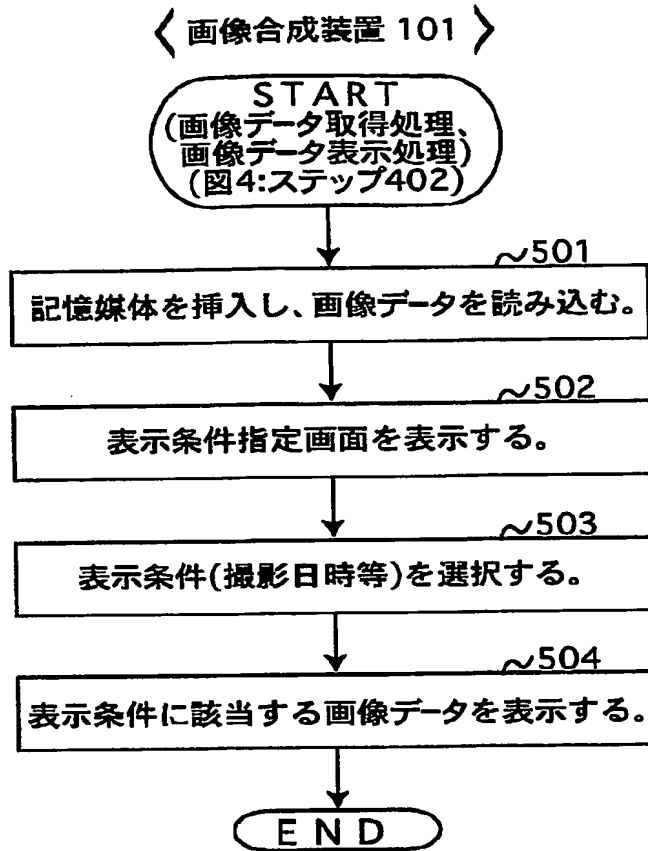 〈 画像合成装置 101 〉
START
(画像データ取得処理、
画像データ表示処理)
(図4:ステップ402)
~501
記憶媒体を挿入し、画像データを読み込む。
~502
表示条件指定画面を表示する。
~503
表示条件(撮影日時等)を選択する。
~504
表示条件に該当する画像データを表示する。
END